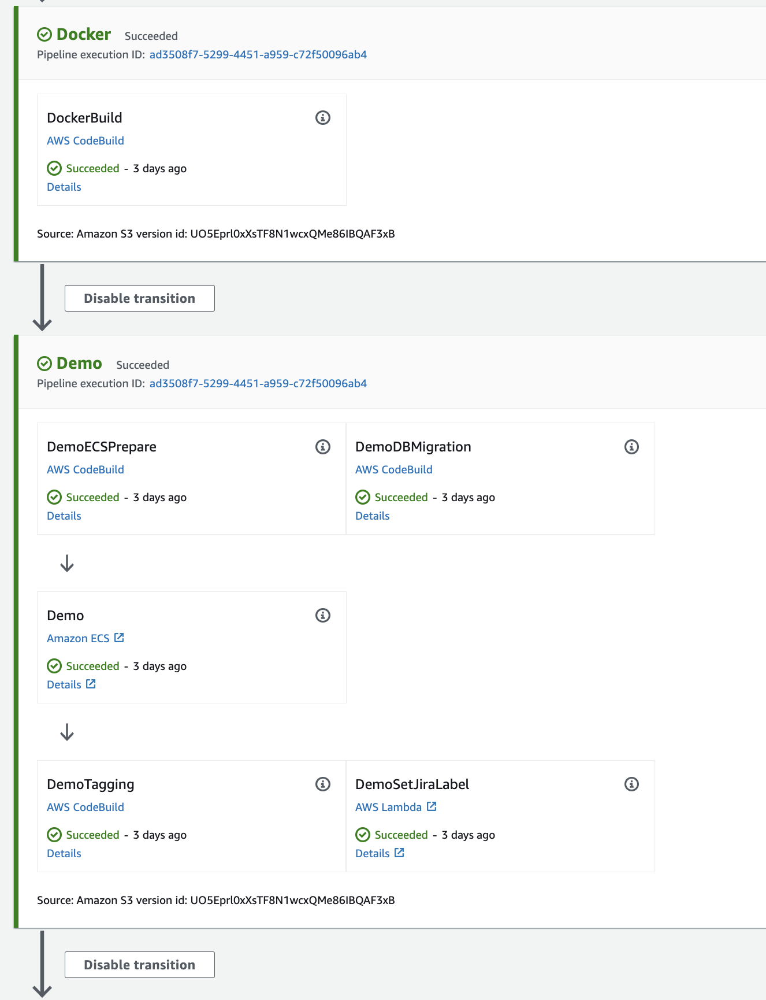 Docker Succeeded
Pipeline execution ID: ad3508f7-5299-4451-a959-c72f50096ab4
DockerBuild
AWS CodeBuild
Succeeded - 3 days ago
Details
Source: Amazon S3 version id: UO5Eprl0xXsTF8N1wcxQMe86IBQAF3xB
Disable transition
Demo Succeeded
Pipeline execution ID: ad3508f7-5299-4451-a959-c72f50096ab4
DemoECSPrepare
AWS CodeBuild
Succeeded - 3 days ago
Details
DemoDBMigration
AWS CodeBuild
Succeeded - 3 days ago
Details
Demo
Amazon ECS
Succeeded - 3 days ago
Details
DemoTagging
AWS CodeBuild
Succeeded - 3 days ago
Details
DemoSetJiraLabel
AWS Lambda
Succeeded - 3 days ago
Details
Source: Amazon S3 version id: UO5Eprl0xXsTF8N1wcxQMe86IBQAF3xB
Disable transition